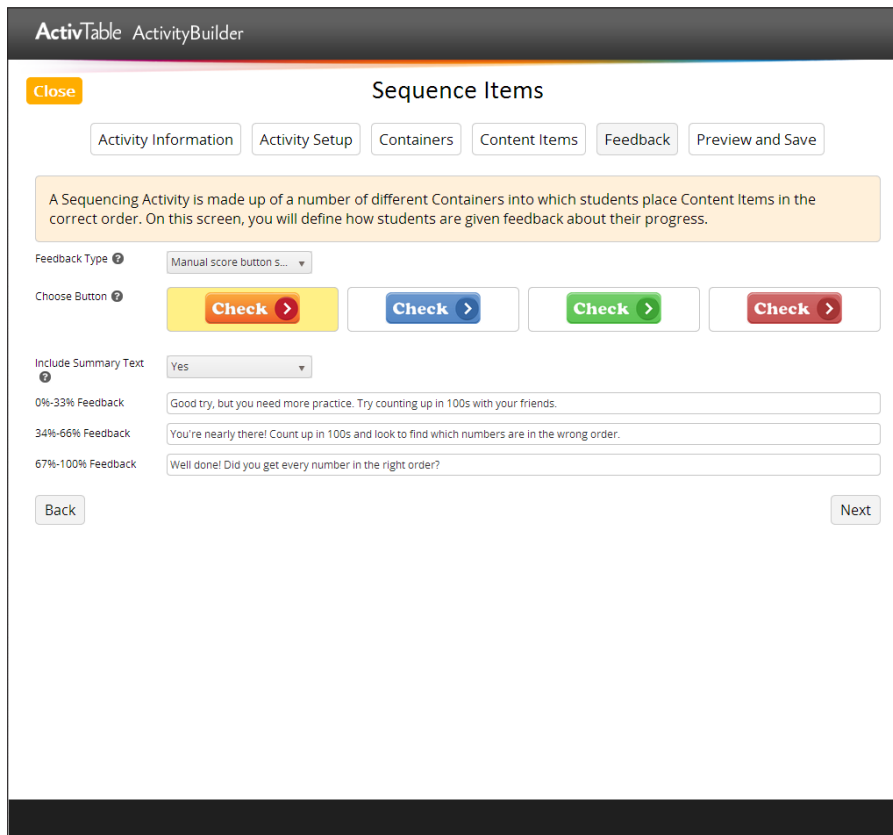 ActivTable ActivityBuilder
Close
Sequence Items
Activity Information
Activity Setup
Containers
Content Items
Feedback
Preview and Save
A Sequencing Activity is made up of a number of different Containers into which students place Content Items in the
correct order. On this screen, you will define how students are given feedback about their progress.
Feedback Type ?
Manual score button s...
Choose Button ?
Check
Check
Check
Check
Include Summary Text
?
Yes
0%-33% Feedback
Good try, but you need more practice. Try counting up in 100s with your friends.
34%-66% Feedback
You're nearly there! Count up in 100s and look to find which numbers are in the wrong order.
67%-100% Feedback
Well done! Did you get every number in the right order?
Back
Next